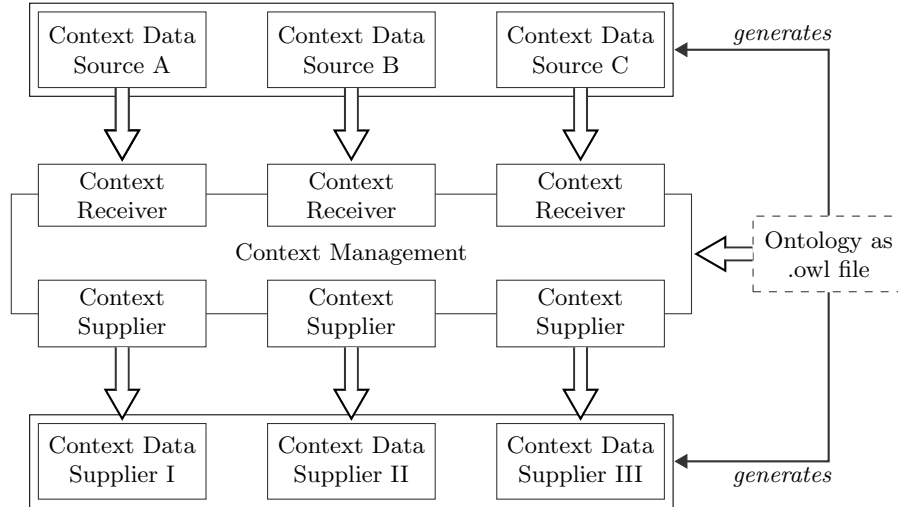 Context Data
Source A
Context Data
Source B
Context Data
Source C
generates
Context
Receiver
Context
Receiver
Context
Receiver
Context Management
Ontology as
.owl file
Context
Supplier
Context
Supplier
Context
Supplier
Context Data
Supplier I
Context Data
Supplier II
Context Data
Supplier III
generates